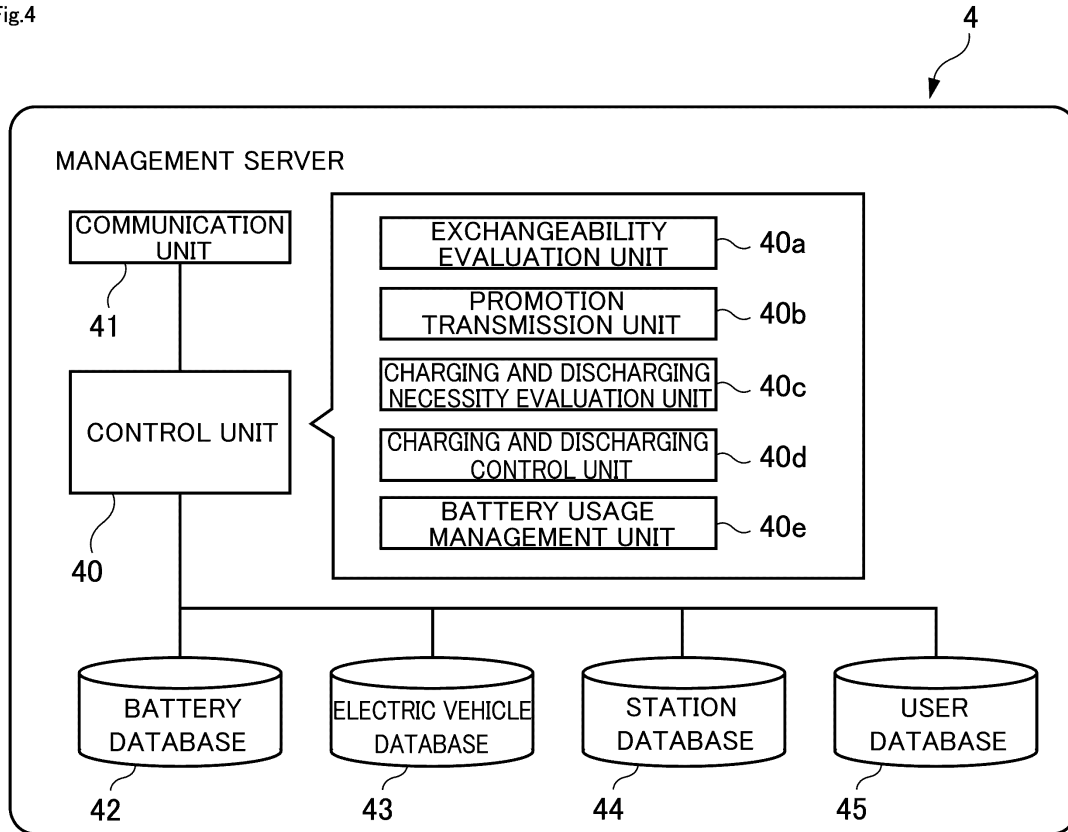 Fig.4
4
MANAGEMENT SERVER
COMMUNICATION
UNIT
41
CONTROL UNIT
40
EXCHANGEABILITY
EVALUATION UNIT
40a
PROMOTION
TRANSMISSION UNIT
40b
CHARGING AND DISCHARGING
NECESSITY EVALUATION UNIT
40c
CHARGING AND DISCHARGING
CONTROL UNIT
40d
BATTERY USAGE
MANAGEMENT UNIT
40e
BATTERY
DATABASE
42
ELECTRIC VEHICLE
DATABASE
43
STATION
DATABASE
44
USER
DATABASE
45